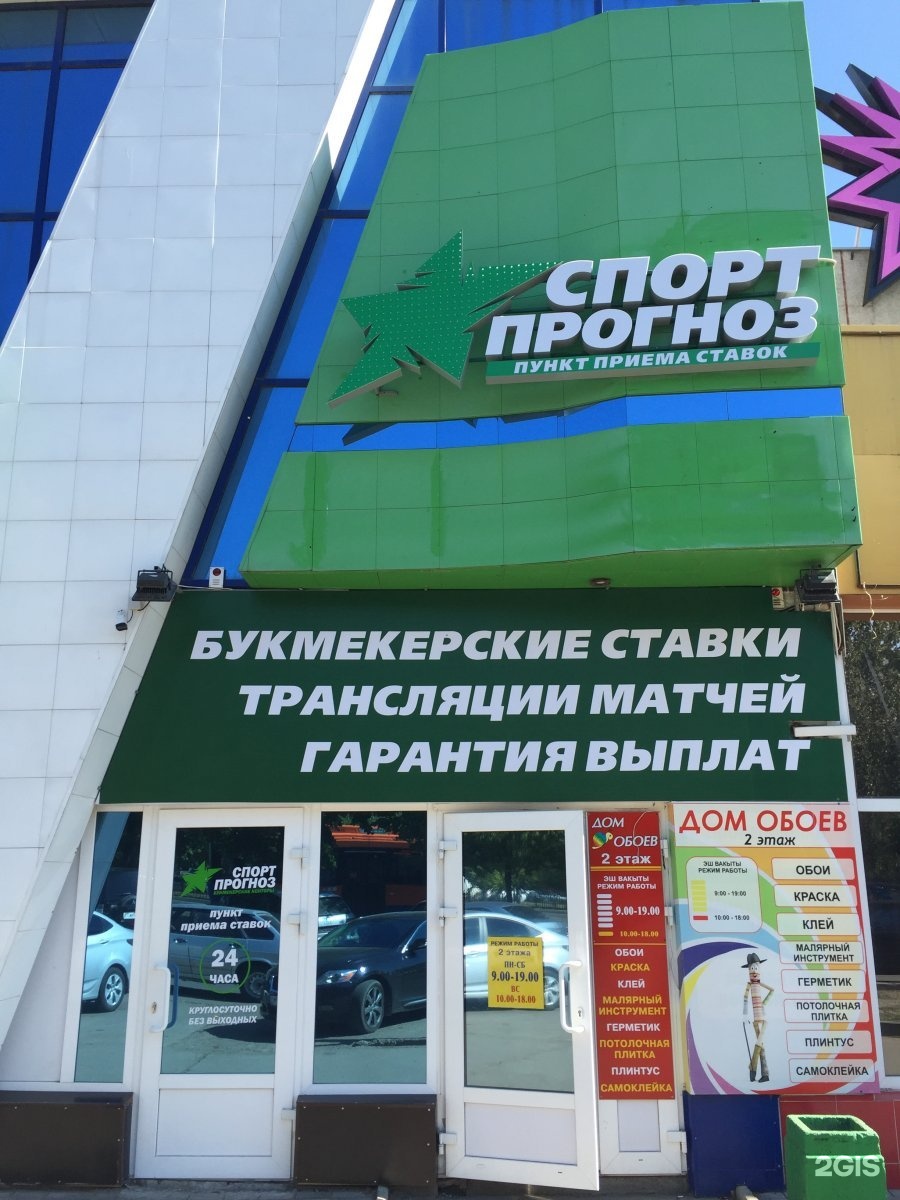 СПОРТ
ПРОГНОЗ
ПУНКТ ПРИЕМА СТАВОК
БУКМЕКЕРСКИЕ СТАВКИ
ТРАНСЛЯЦИИ МАТЧЕЙ
ГАРАНТИЯ ВЫПЛАТ
СПОРТ
ПРОГНОЗ
пункт
приема ставок
24
ЧАСА
КРУГЛОСУТОЧНО
БЕЗ ВЫХОДНЫХ
РЕЖИМ РАБОТЫ
2 этажа
ПН-СБ
9.00-19.00
ВС
10.00-18.00
ДОМ
ОБОЕВ
2 этаж
ЭШ ВАКЫТЫ
РЕЖИМ РАБОТЫ
9.00-19.00
10.00-18.00
ОБОИ
КРАСКА
КЛЕЙ
МАЛЯРНЫЙ
ИНСТРУМЕНТ
ГЕРМЕТИК
ПОТОЛОЧНАЯ
ПЛИТКА
ПЛИНТУС
САМОКЛЕЙКА
ДОМ ОБОЕВ
2 этаж
ЭШ ВАКЫТЫ
РЕЖИМ РАБОТЫ
9:00 - 19:00
10:00 - 18:00
ОБОИ
КРАСКА
КЛЕЙ
МАЛЯРНЫЙ
ИНСТРУМЕНТ
ГЕРМЕТИК
ПОТОЛОЧНАЯ
ПЛИТКА
ПЛИНТУС
САМОКЛЕЙКА
2GIS